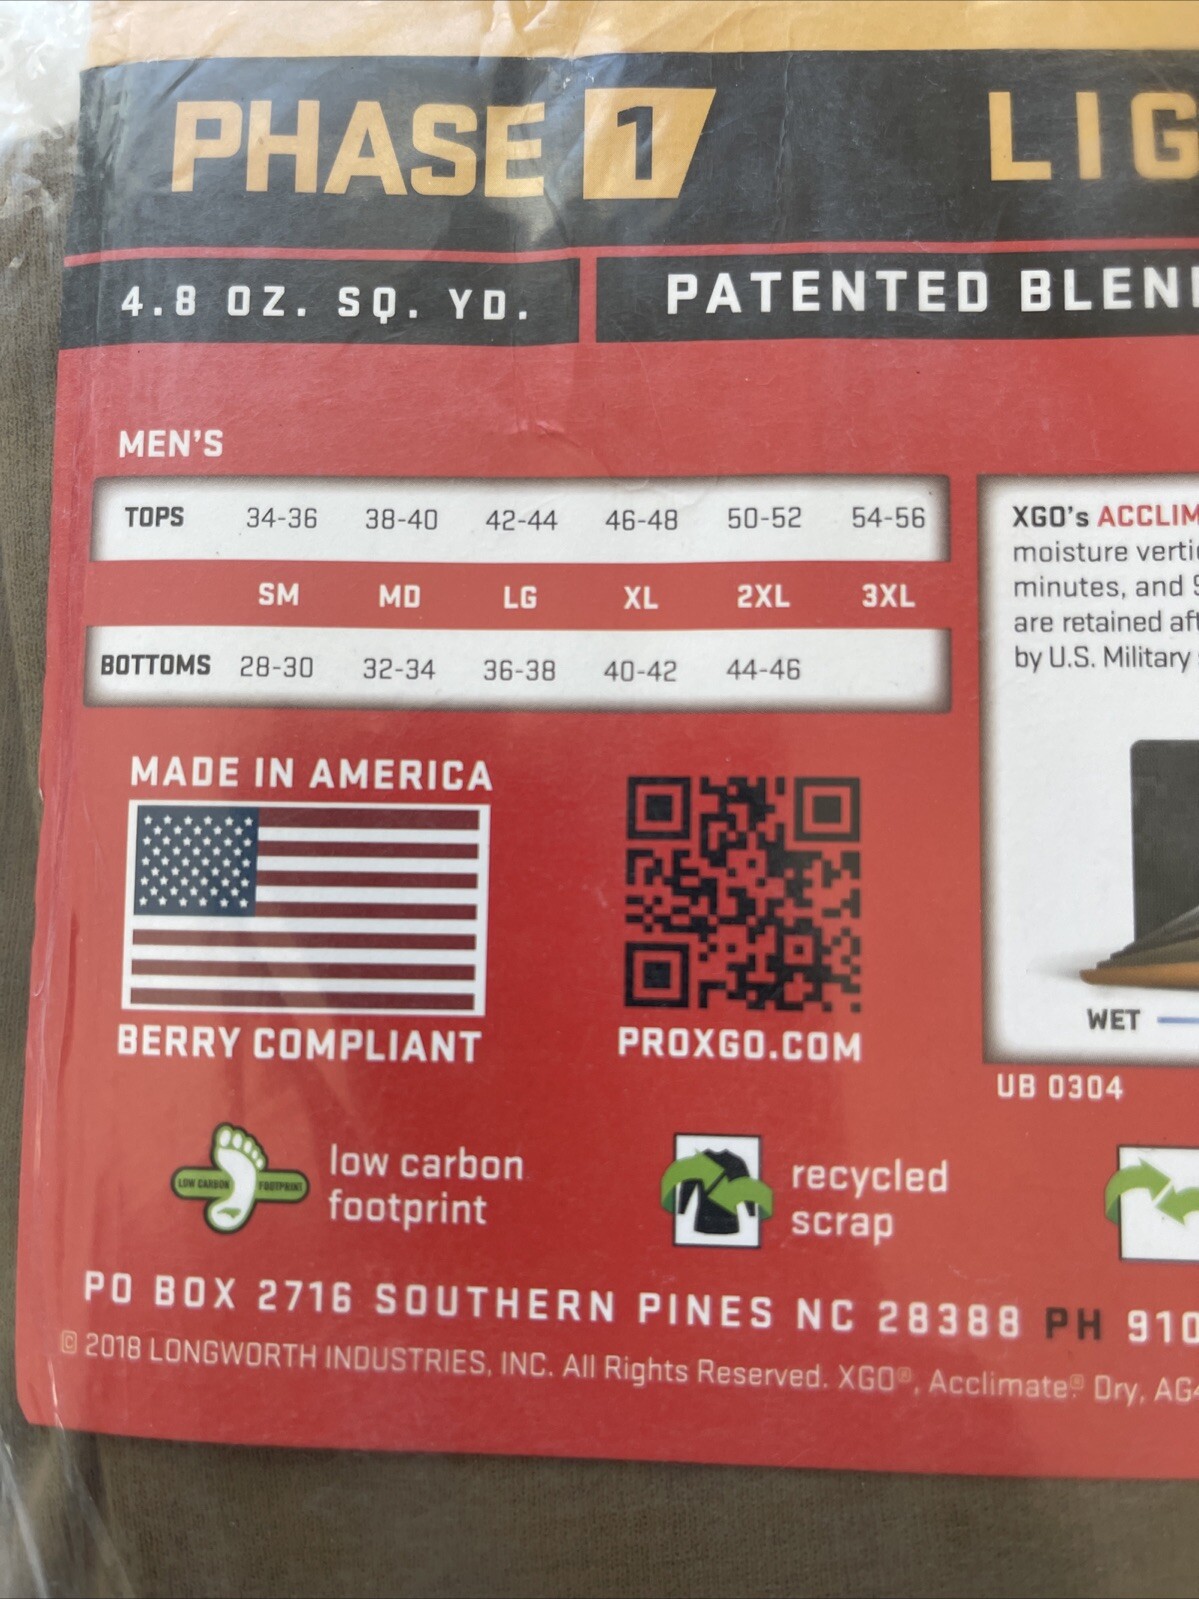 PHASE 1 LIG
4.8 OZ. SQ. YD. PATENTED BLEN
MEN'S
TOPS 34-36 38-40 42-44 46-48 50-52 54-56
SM MD LG XL 2XL 3XL
BOTTOMS 28-30 32-34 36-38 40-42 44-46
XGO's ACCLIM
moisture verti
minutes, and 9
are retained aft
by U.S. Military
WET
UB 0304
MADE IN AMERICA
BERRY COMPLIANT
PROXGO.COM
LOW CARBON FOOTPRINT
low carbon
footprint
recycled
scrap
PO BOX 2716 SOUTHERN PINES NC 28388 PH 910
© 2018 LONGWORTH INDUSTRIES, INC. All Rights Reserved. XGO®, Acclimate® Dry, AG4